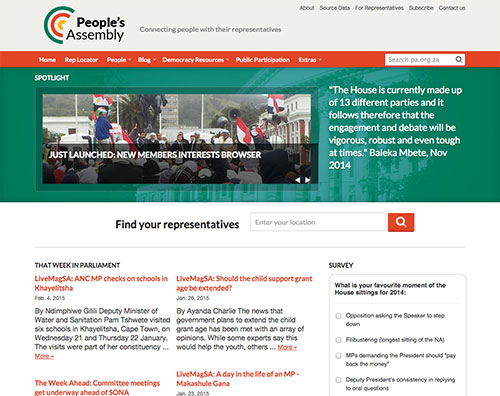 People's
Assembly
Connecting people with their representatives
About Source Data For Representatives Subscribe Contact us
Home Rep Locator People Blog Democracy Resources Public Participation Extras
Search pa.org.za
SPOTLIGHT
JUST LAUNCHED: NEW MEMBERS INTERESTS BROWSER
"The House is currently made up
of 13 different parties and it
follows therefore that the
engagement and debate will be
vigorous, robust and even tough
at times." Baleka Mbete, Nov
2014
Find your representatives
Enter your location
THAT WEEK IN PARLIAMENT
LiveMagSA: ANC MP checks on schools in
Khayelitsha
Feb. 4, 2015
By Ndimphiwe Gilili Deputy Minister of
Water and Sanitation Pam Tshwete visited
six schools in Khayelitsha, Cape Town, on
Wednesday 21 and Thursday 22 January.
The visits were part of her constituency ...
More »
The Week Ahead: Committee meetings
get underway ahead of SONA
LiveMagSA: Should the child support grant
age be extended?
Jan. 26, 2015
By Ayanda Charlie The news that
government plans to extend the child
grant age has been met with an array of
opinions. While some experts say this
would help the youth, others ... More »
LiveMagSA: A day in the life of an MP -
Makashule Gana
Jan. 23, 2015
SURVEY
What is your favourite moment of the
House sittings for 2014:
Opposition asking the Speaker to step
down
Filibustering (longest sitting of the NA)
MPs demanding the President should "pay
back the money"
Deputy President's consistency in replying
to oral questions